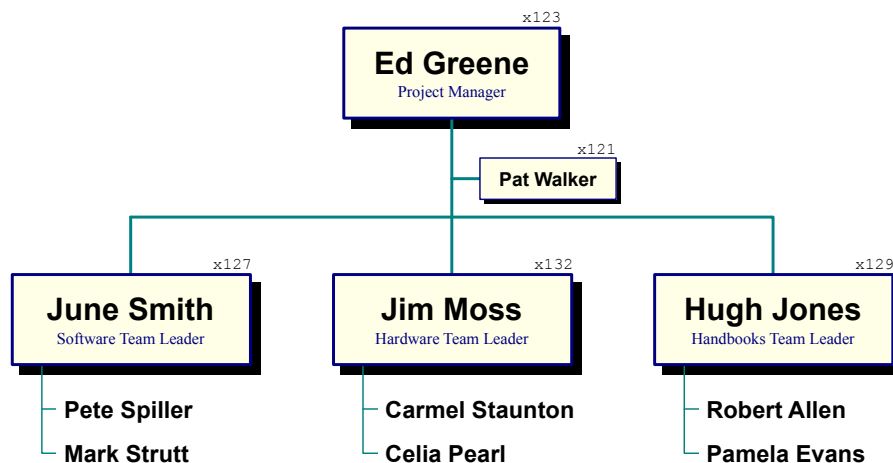 x123
Ed Greene
Project Manager
x121
Pat Walker
x127
June Smith
Software Team Leader
Pete Spiller
Mark Strutt
x132
Jim Moss
Hardware Team Leader
Carmel Staunton
Celia Pearl
x129
Hugh Jones
Handbooks Team Leader
Robert Allen
Pamela Evans